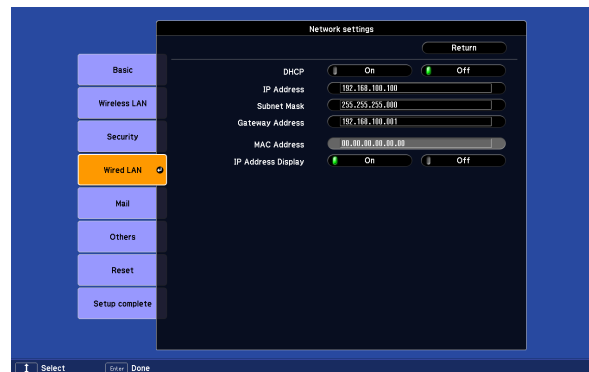 Network settings
Return
Basic
Wireless LAN
Security
Wired LAN
Mail
Others
Reset
Setup complete
DHCP On Off
IP Address 192.168.100.100
Subnet Mask 255.255.255.000
Gateway Address 192.168.100.001
MAC Address 00.00.00.00.00.00
IP Address Display On Off
Select Enter Done